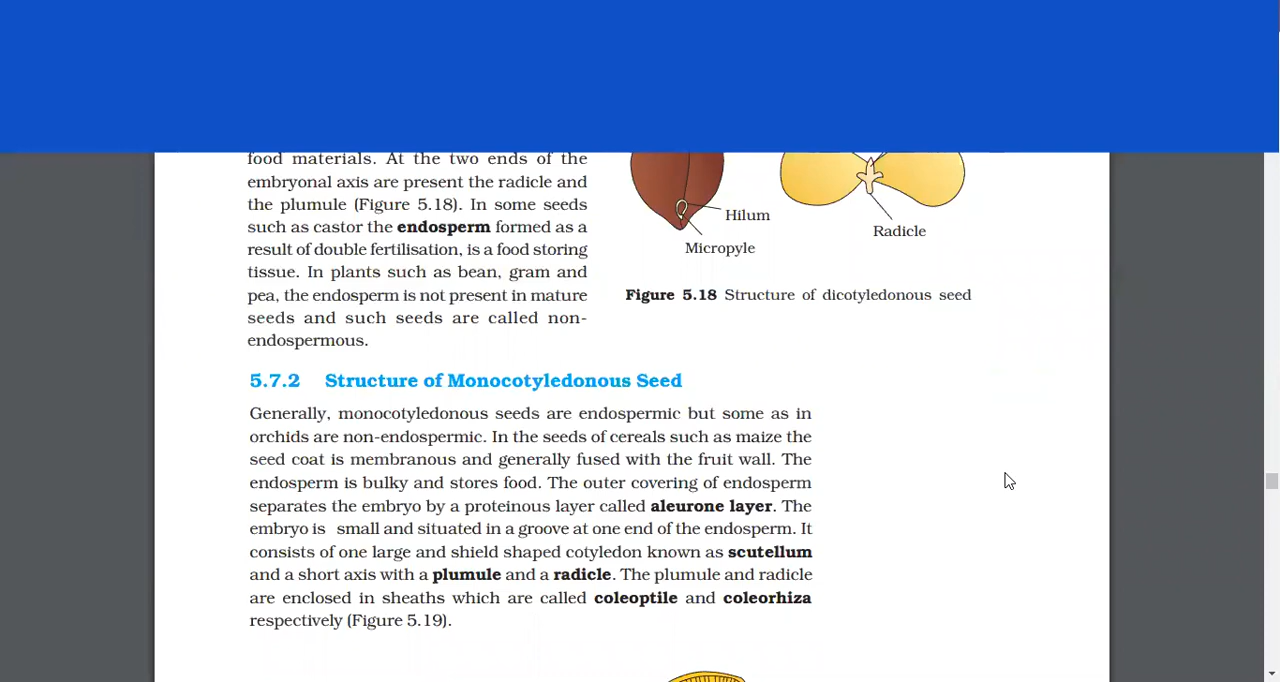 food materials. At the two ends of the
embryonal axis are present the radicle and
the plumule (Figure 5.18). In some seeds
such as castor the endosperm formed as a
result of double fertilisation, is a food storing
tissue. In plants such as bean, gram and
pea, the endosperm is not present in mature
seeds and such seeds are called non-
endospermous.
Hilum
Micropyle
Radicle
Figure 5.18 Structure of dicotyledonous seed
5.7.2 Structure of Monocotyledonous Seed
Generally, monocotyledonous seeds are endospermic but some as in
orchids are non-endospermic. In the seeds of cereals such as maize the
seed coat is membranous and generally fused with the fruit wall. The
endosperm is bulky and stores food. The outer covering of endosperm
separates the embryo by a proteinous layer called aleurone layer. The
embryo is small and situated in a groove at one end of the endosperm. It
consists of one large and shield shaped cotyledon known as scutellum
and a short axis with a plumule and a radicle. The plumule and radicle
are enclosed in sheaths which are called coleoptile and coleorhiza
respectively (Figure 5.19).